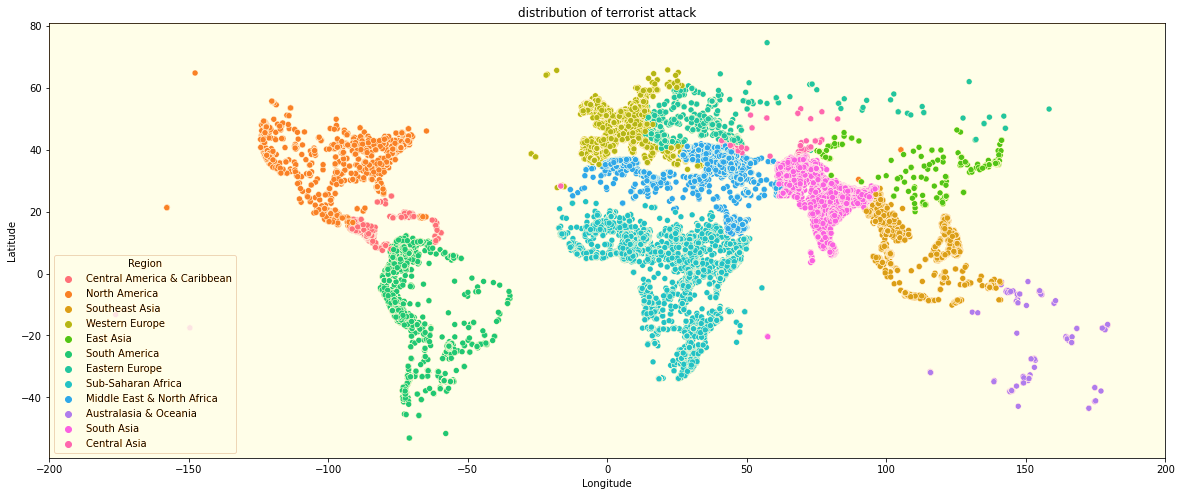 distribution of terrorist attack
80
60
40
20
0
−20
−40
Latitude
Region
Central America & Caribbean
North America
Southeast Asia
Western Europe
East Asia
South America
Eastern Europe
Sub-Saharan Africa
Middle East & North Africa
Australasia & Oceania
South Asia
Central Asia
−200 −150 −100 −50 0 50 100 150 200
Longitude